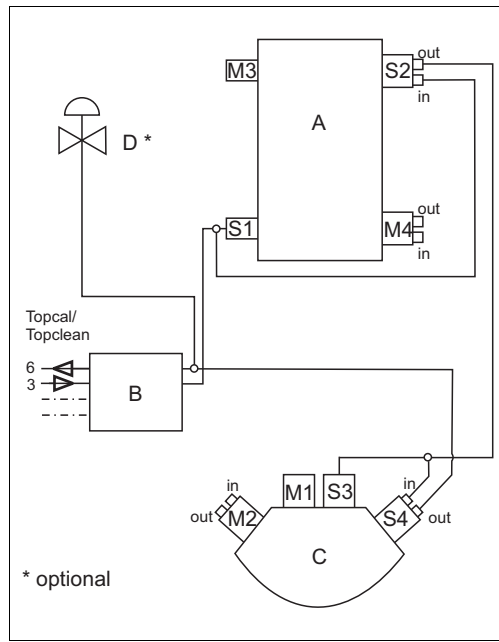 out
M3
S2
in
D *
A
out
S1
M4
in
Topcal/
Topclean
6
3
B
in
M1
S3
in
out
M2
S4
out
C
* optional